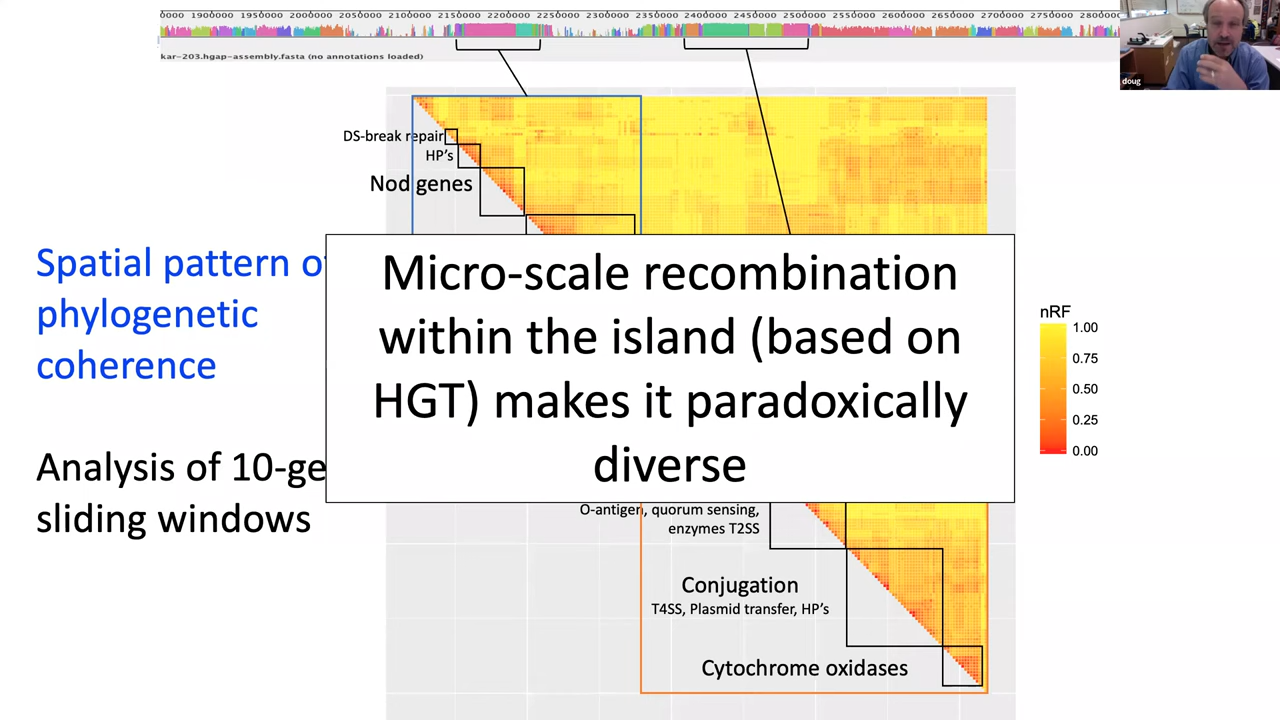 0000 1900000 1950000 2000000 2050000 2100000 2150000 2200000 2250000 2300000 2350000 2400000 2450000 2500000 2550000 2600000 2650000 2700000 2750000 2800000
kar-203.hgap-assembly.fasta (no annotations loaded)
doug
DS-break repair
HP's
Nod genes
Spatial pattern of
phylogenetic
coherence
Analysis of 10-ge
sliding windows
Micro-scale recombination
within the island (based on
HGT) makes it paradoxically
diverse
nRF
1.00
0.75
0.50
0.25
0.00
O-antigen, quorum sensing,
enzymes T2SS
Conjugation
T4SS, Plasmid transfer, HP's
Cytochrome oxidases